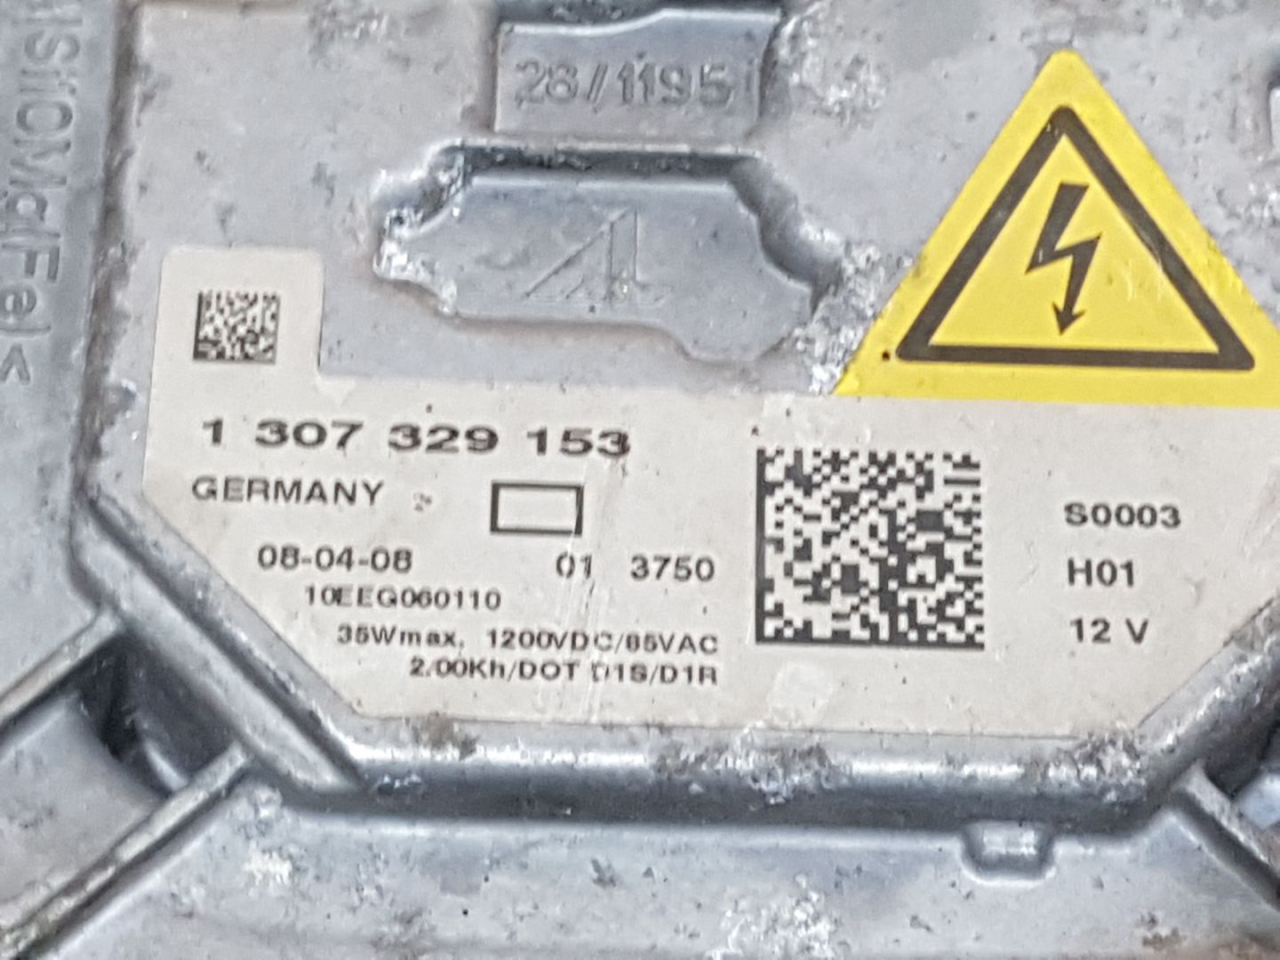 28/1195
SiOMgFe)<
1 307 329 153
GERMANY
08-04-08 01 3750
10EEG060110
35Wmax. 1200VDC/85VAC
2.00Kh/DOT D1S/D1R
S0003
H01
12 V